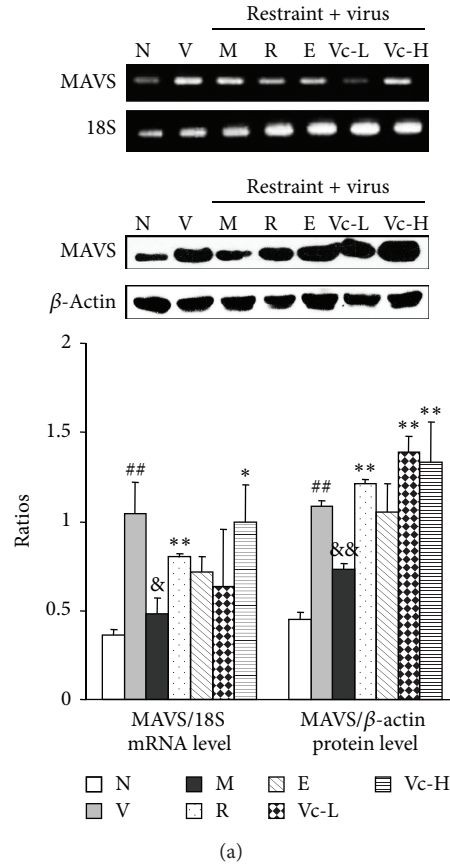 Restraint + virus
N V M R E Vc-L Vc-H
MAVS
18S
Restraint + virus
N V M R E Vc-L Vc-H
MAVS
β-Actin
2
1.5
1
0.5
0
Ratios
##
&
**
*
##
&&
**
**
**
MAVS/18S
mRNA level
MAVS/β-actin
protein level
N M E Vc-H
V R Vc-L
(a)